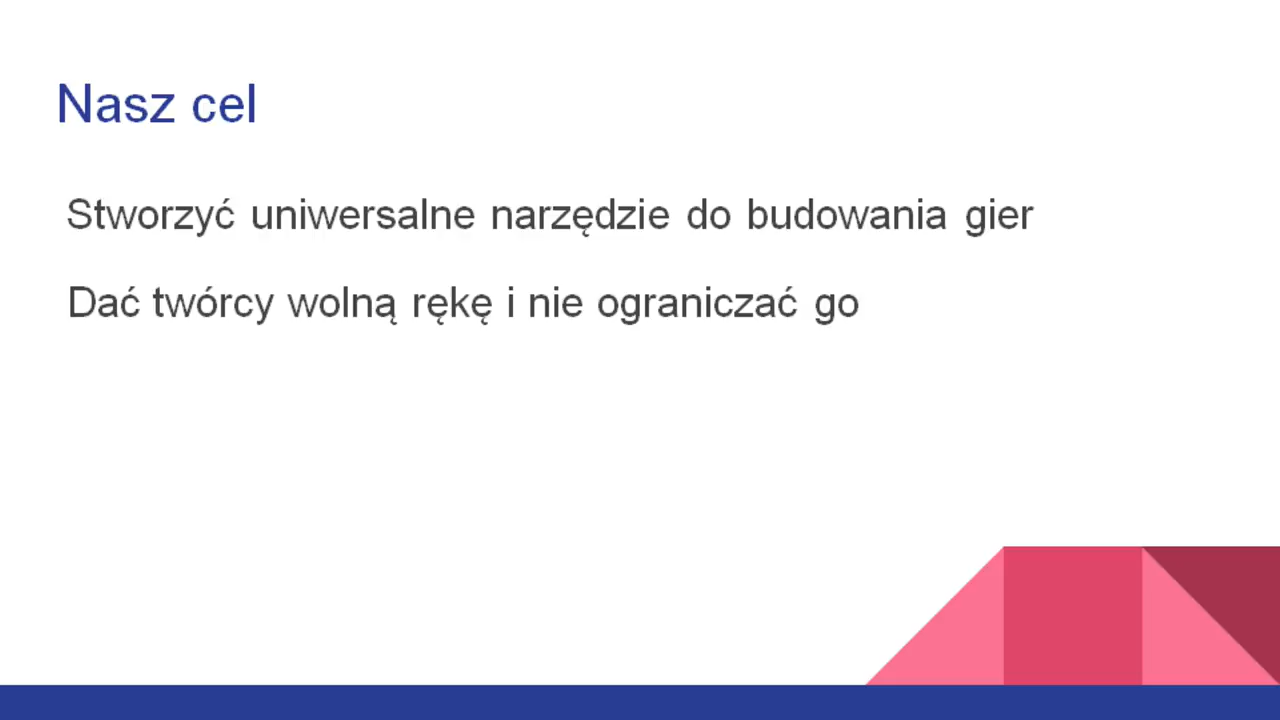 Nasz cel
Stworzyć uniwersalne narzędzie do budowania gier
Dać twórcy wolną rękę i nie ograniczać go